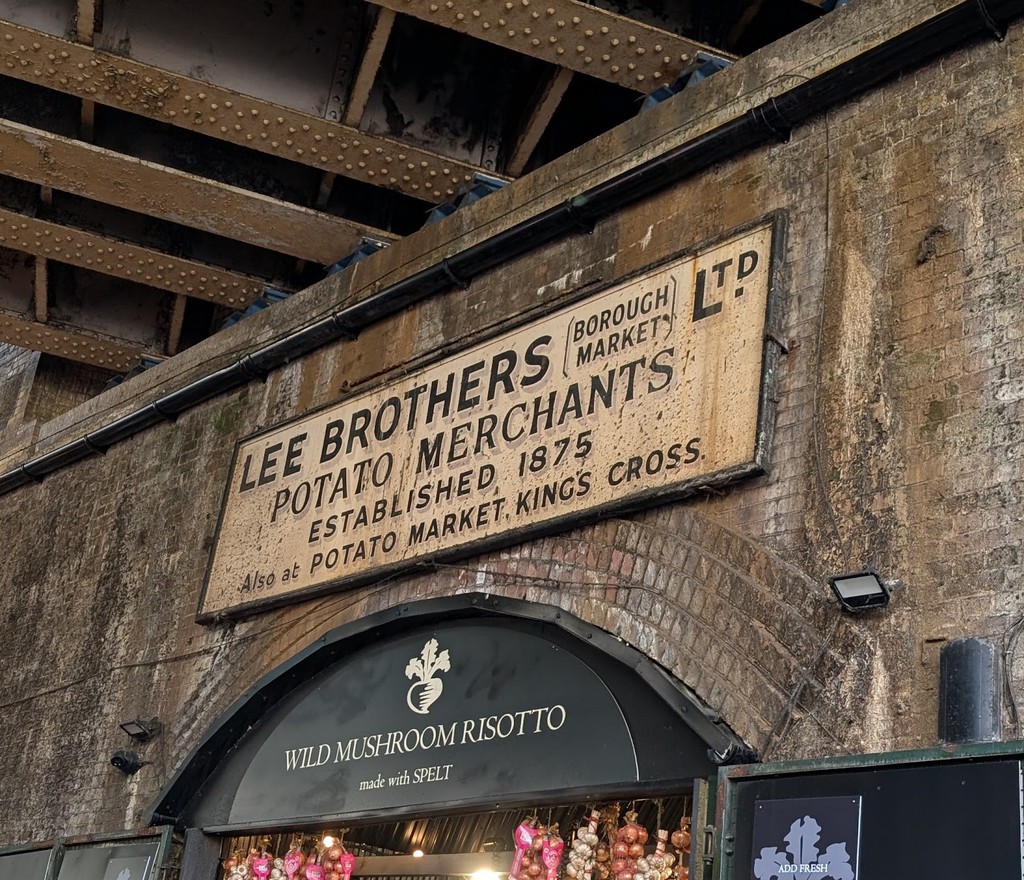 LEE BROTHERS (BOROUGH MARKET) LTD
POTATO MERCHANTS
ESTABLISHED 1875
Also at POTATO MARKET, KING'S CROSS.
WILD MUSHROOM RISOTTO
made with SPELT
ADD FRESH